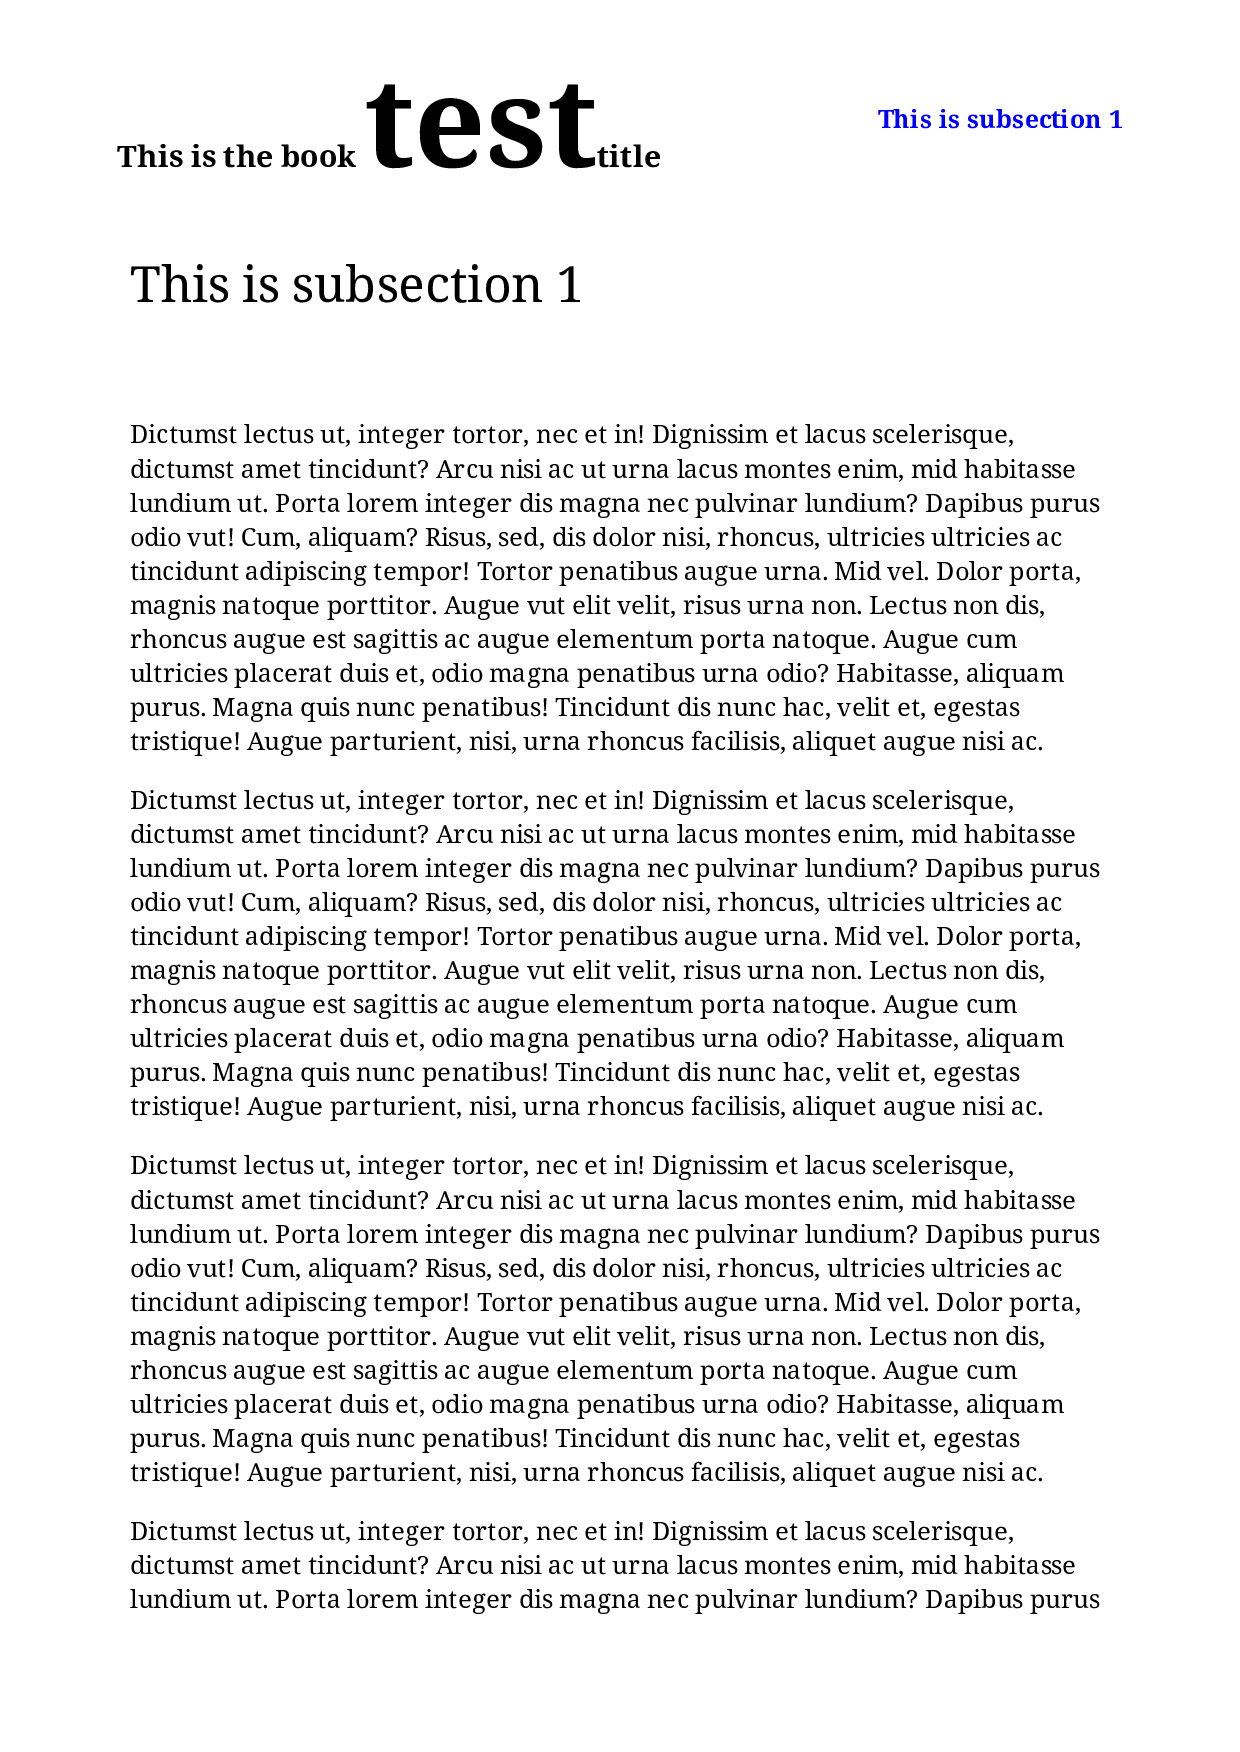 This is the book test title
This is subsection 1
This is subsection 1
Dictumst lectus ut, integer tortor, nec et in! Dignissim et lacus scelerisque,
dictumst amet tincidunt? Arcu nisi ac ut urna lacus montes enim, mid habitasse
lundium ut. Porta lorem integer dis magna nec pulvinar lundium? Dapibus purus
odio vut! Cum, aliquam? Risus, sed, dis dolor nisi, rhoncus, ultricies ultricies ac
tincidunt adipiscing tempor! Tortor penatibus augue urna. Mid vel. Dolor porta,
magnis natoque porttitor. Augue vut elit velit, risus urna non. Lectus non dis,
rhoncus augue est sagittis ac augue elementum porta natoque. Augue cum
ultricies placerat duis et, odio magna penatibus urna odio? Habitasse, aliquam
purus. Magna quis nunc penatibus! Tincidunt dis nunc hac, velit et, egestas
tristique! Augue parturient, nisi, urna rhoncus facilisis, aliquet augue nisi ac.
Dictumst lectus ut, integer tortor, nec et in! Dignissim et lacus scelerisque,
dictumst amet tincidunt? Arcu nisi ac ut urna lacus montes enim, mid habitasse
lundium ut. Porta lorem integer dis magna nec pulvinar lundium? Dapibus purus
odio vut! Cum, aliquam? Risus, sed, dis dolor nisi, rhoncus, ultricies ultricies ac
tincidunt adipiscing tempor! Tortor penatibus augue urna. Mid vel. Dolor porta,
magnis natoque porttitor. Augue vut elit velit, risus urna non. Lectus non dis,
rhoncus augue est sagittis ac augue elementum porta natoque. Augue cum
ultricies placerat duis et, odio magna penatibus urna odio? Habitasse, aliquam
purus. Magna quis nunc penatibus! Tincidunt dis nunc hac, velit et, egestas
tristique! Augue parturient, nisi, urna rhoncus facilisis, aliquet augue nisi ac.
Dictumst lectus ut, integer tortor, nec et in! Dignissim et lacus scelerisque,
dictumst amet tincidunt? Arcu nisi ac ut urna lacus montes enim, mid habitasse
lundium ut. Porta lorem integer dis magna nec pulvinar lundium? Dapibus purus
odio vut! Cum, aliquam? Risus, sed, dis dolor nisi, rhoncus, ultricies ultricies ac
tincidunt adipiscing tempor! Tortor penatibus augue urna. Mid vel. Dolor porta,
magnis natoque porttitor. Augue vut elit velit, risus urna non. Lectus non dis,
rhoncus augue est sagittis ac augue elementum porta natoque. Augue cum
ultricies placerat duis et, odio magna penatibus urna odio? Habitasse, aliquam
purus. Magna quis nunc penatibus! Tincidunt dis nunc hac, velit et, egestas
tristique! Augue parturient, nisi, urna rhoncus facilisis, aliquet augue nisi ac.
Dictumst lectus ut, integer tortor, nec et in! Dignissim et lacus scelerisque,
dictumst amet tincidunt? Arcu nisi ac ut urna lacus montes enim, mid habitasse
lundium ut. Porta lorem integer dis magna nec pulvinar lundium? Dapibus purus